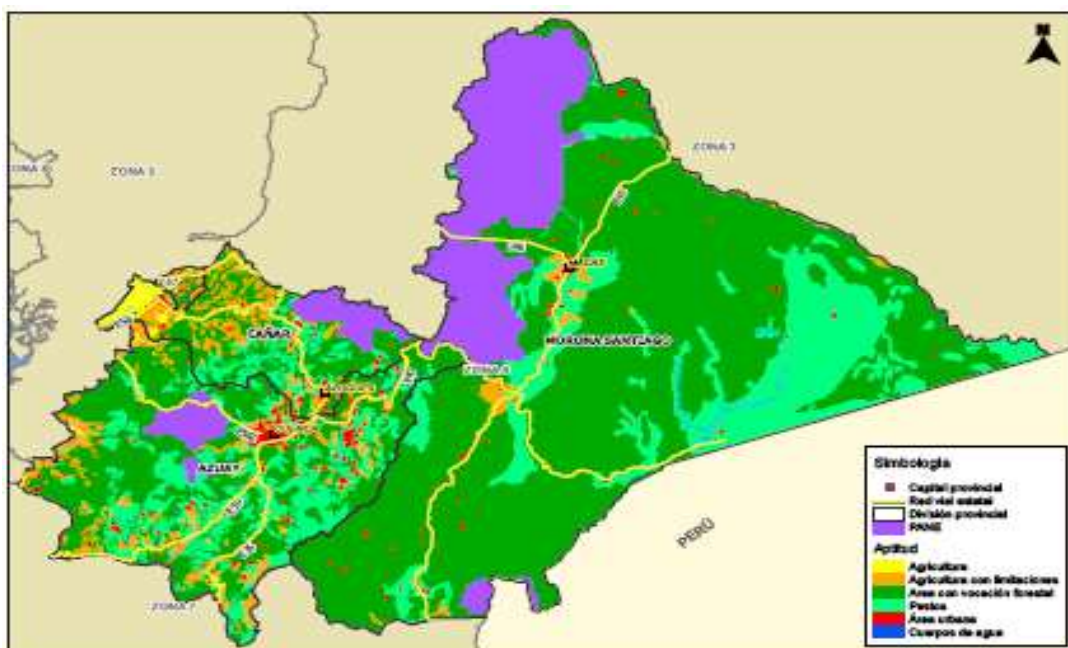 N
ZONA 5
ZONA 3
CAÑAR
MACAS
MORONA SANTIAGO
ZONA 6
AZUAY
ZONA 7
PERÚ
Simbología
Capital provincial
Red vial estatal
División provincial
PANE
Aptitud
Agricultura
Agricultura con limitaciones
Área con vocación forestal
Pastos
Área urbana
Cuerpos de agua